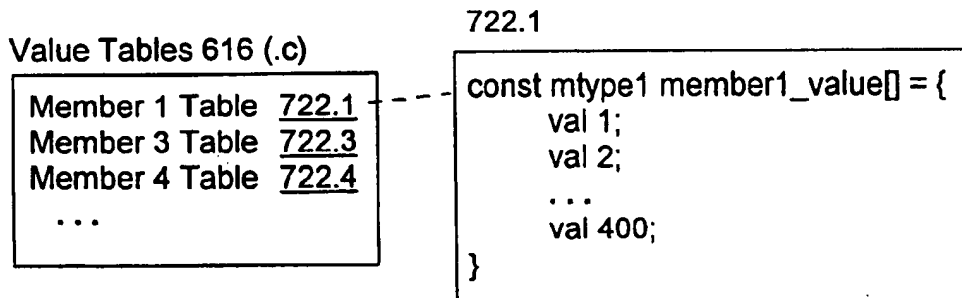 Value Tables 616 (.c)
Member 1 Table 722.1
Member 3 Table 722.3
Member 4 Table 722.4
. . .
722.1
const mtype1 member1_value[] = {
val 1;
val 2;
. . .
val 400;
}